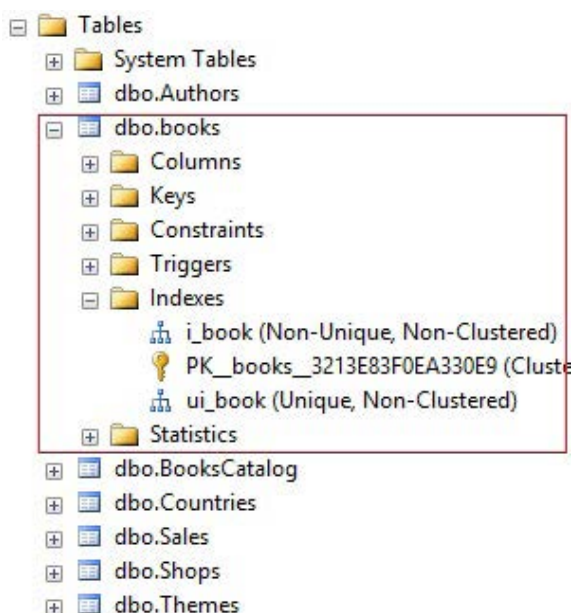 Tables
System Tables
dbo.Authors
dbo.books
Columns
Keys
Constraints
Triggers
Indexes
i_book (Non-Unique, Non-Clustered)
PK__books__3213E83F0EA330E9 (Cluste
ui_book (Unique, Non-Clustered)
Statistics
dbo.BooksCatalog
dbo.Countries
dbo.Sales
dbo.Shops
dbo.Themes